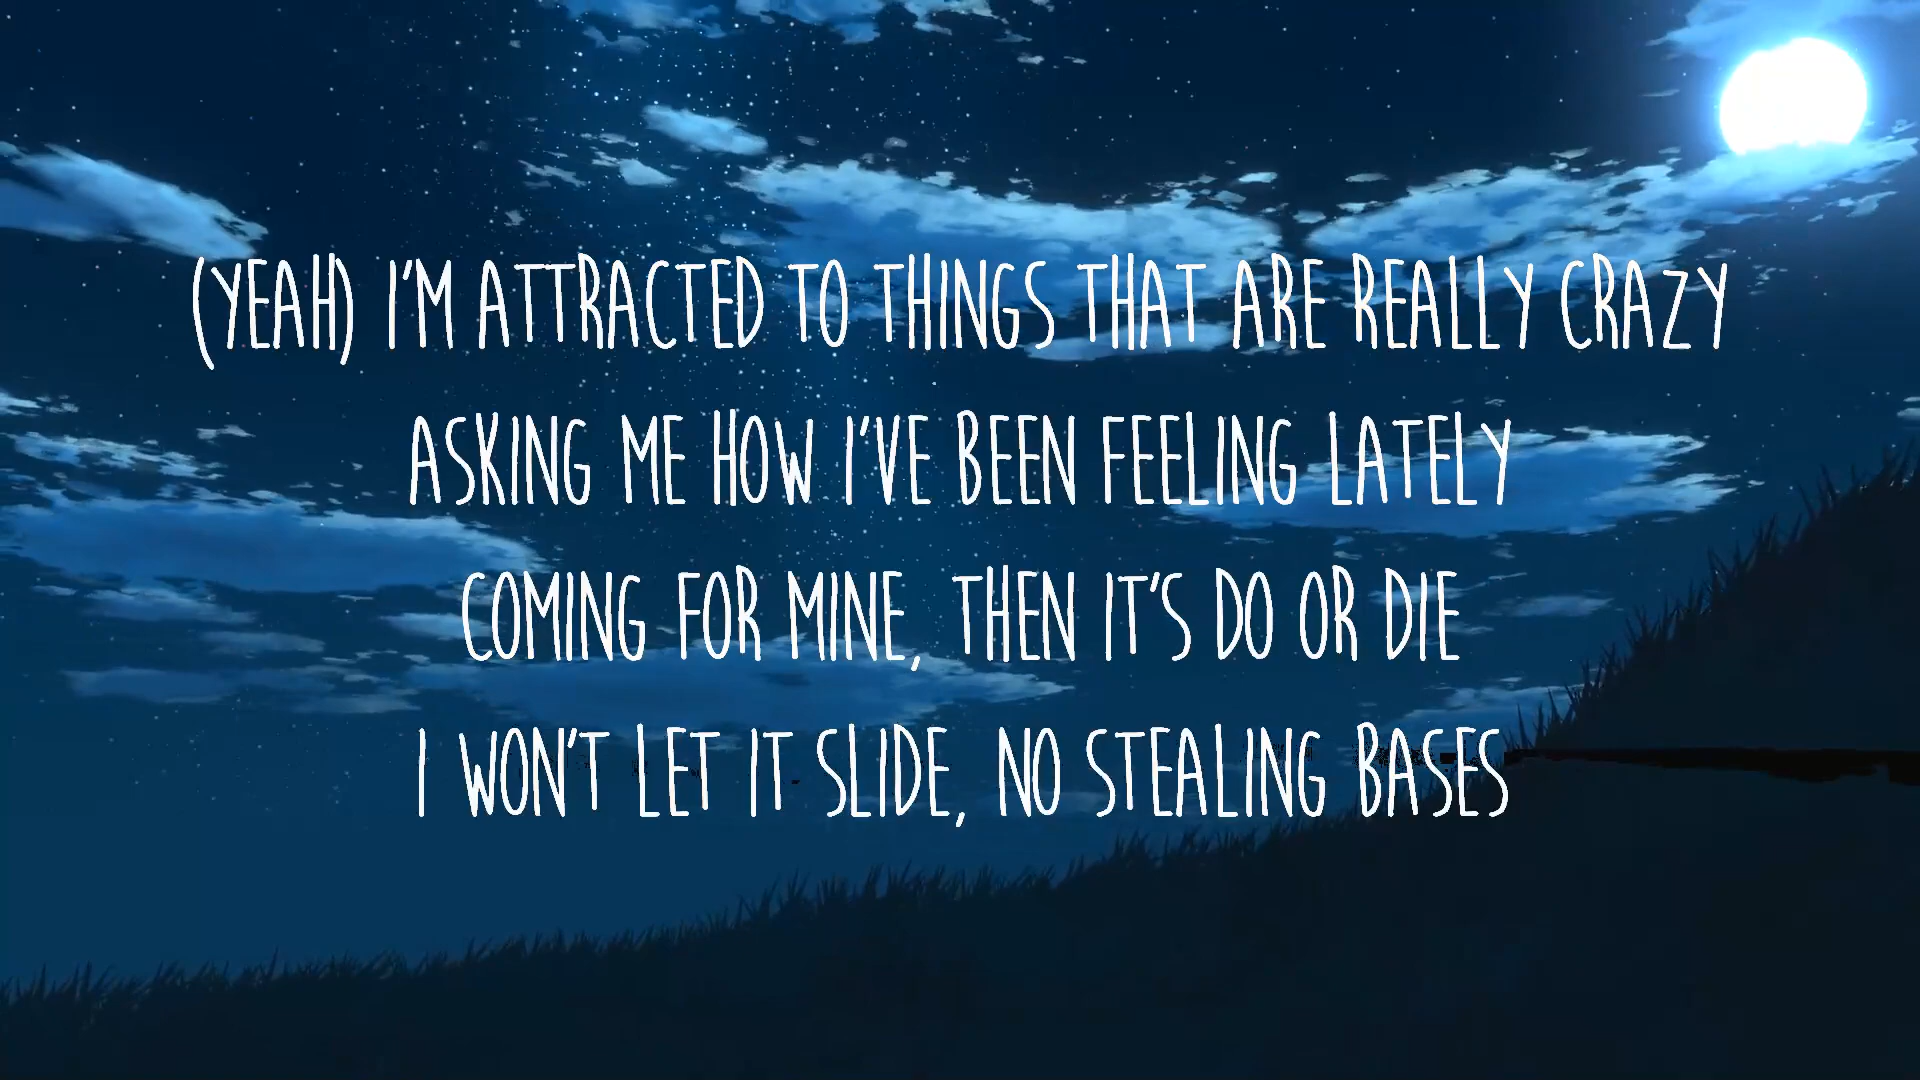 (YEAH) I'M ATTRACTED TO THINGS THAT ARE REALLY CRAZY
ASKING ME HOW I'VE BEEN FEELING LATELY
COMING FOR MINE, THEN IT'S DO OR DIE
I WON'T LET IT SLIDE, NO STEALING BASES